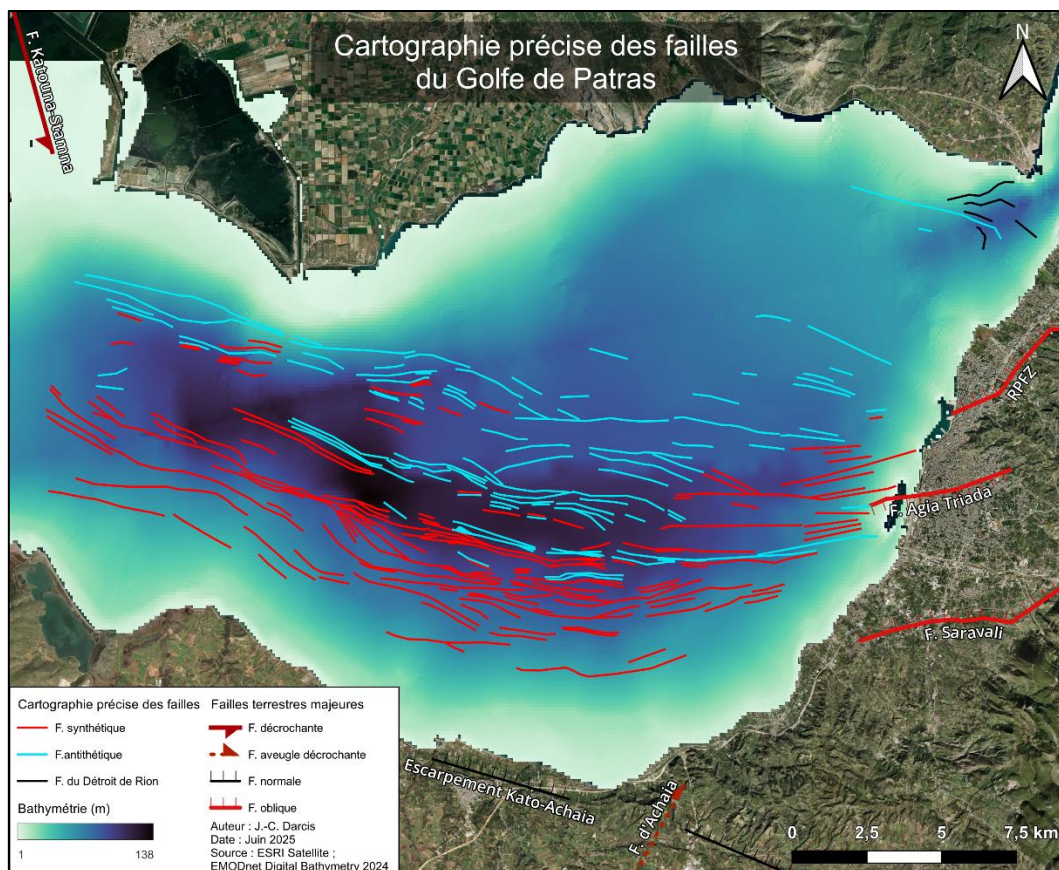 Cartographie précise des failles
du Golfe de Patras
N
F. Katouna-Stamna
RPFZ
F. Agia Triada
F. Saravali
Escarpement Kato-Achaia
F. d'Achaia
Cartographie précise des failles
F. synthétique
F.antithétique
F. du Détroit de Rion
Bathymétrie (m)
1 138
Failles terrestres majeures
F. décrochante
F. aveugle décrochante
F. normale
F. oblique
Auteur : J.-C. Darcis
Date : Juin 2025
Source : ESRI Satellite ;
EMODnet Digital Bathymetry 2024
0 2,5 5 7,5 km